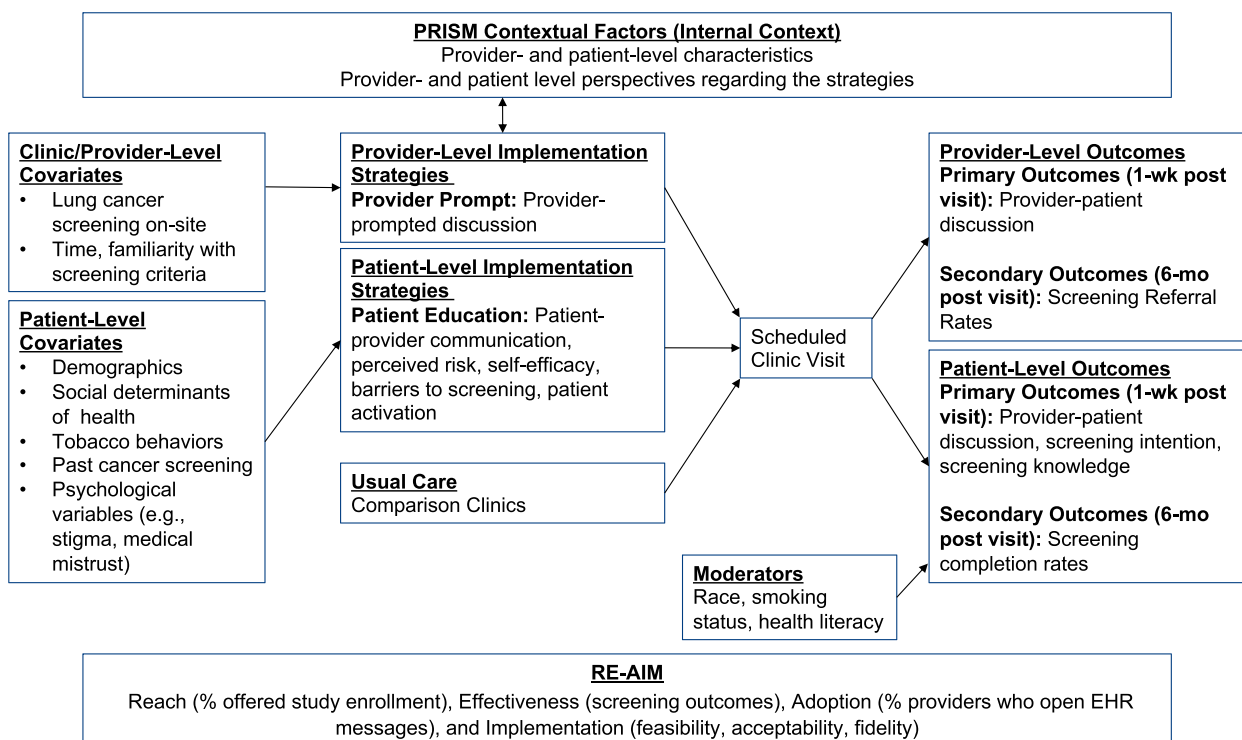 PRISM Contextual Factors (Internal Context)
Provider- and patient-level characteristics
Provider- and patient level perspectives regarding the strategies
Clinic/Provider-Level
Covariates
• Lung cancer
screening on-site
• Time, familiarity with
screening criteria
Patient-Level
Covariates
• Demographics
• Social determinants
of health
• Tobacco behaviors
• Past cancer screening
• Psychological
variables (e.g.,
stigma, medical
mistrust)
Provider-Level Implementation
Strategies
Provider Prompt: Provider-
prompted discussion
Patient-Level Implementation
Strategies
Patient Education: Patient-
provider communication,
perceived risk, self-efficacy,
barriers to screening, patient
activation
Usual Care
Comparison Clinics
Scheduled
Clinic Visit
Moderators
Race, smoking
status, health literacy
Provider-Level Outcomes
Primary Outcomes (1-wk post
visit): Provider-patient
discussion
Secondary Outcomes (6-mo
post visit): Screening Referral
Rates
Patient-Level Outcomes
Primary Outcomes (1-wk post
visit): Provider-patient
discussion, screening intention,
screening knowledge
Secondary Outcomes (6-mo
post visit): Screening
completion rates
RE-AIM
Reach (% offered study enrollment), Effectiveness (screening outcomes), Adoption (% providers who open EHR
messages), and Implementation (feasibility, acceptability, fidelity)